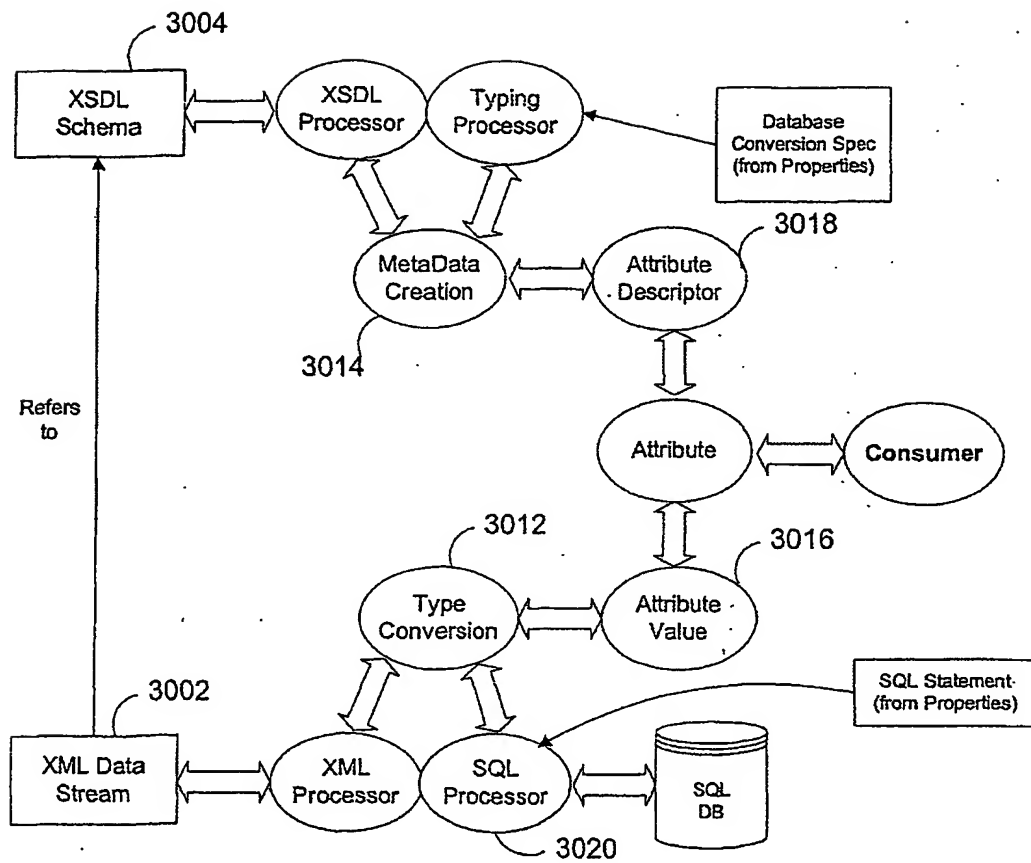 3004
XSDL
Schema
XSDL
Processor
Typing
Processor
Database
Conversion Spec
(from Properties)
3018
MetaData
Creation
Attribute
Descriptor
3014
Refers
to
Attribute
Consumer
3012
3016
Type
Conversion
Attribute
Value
SQL Statement
(from Properties)
3002
XML Data
Stream
XML
Processor
SQL
Processor
SQL
DB
3020